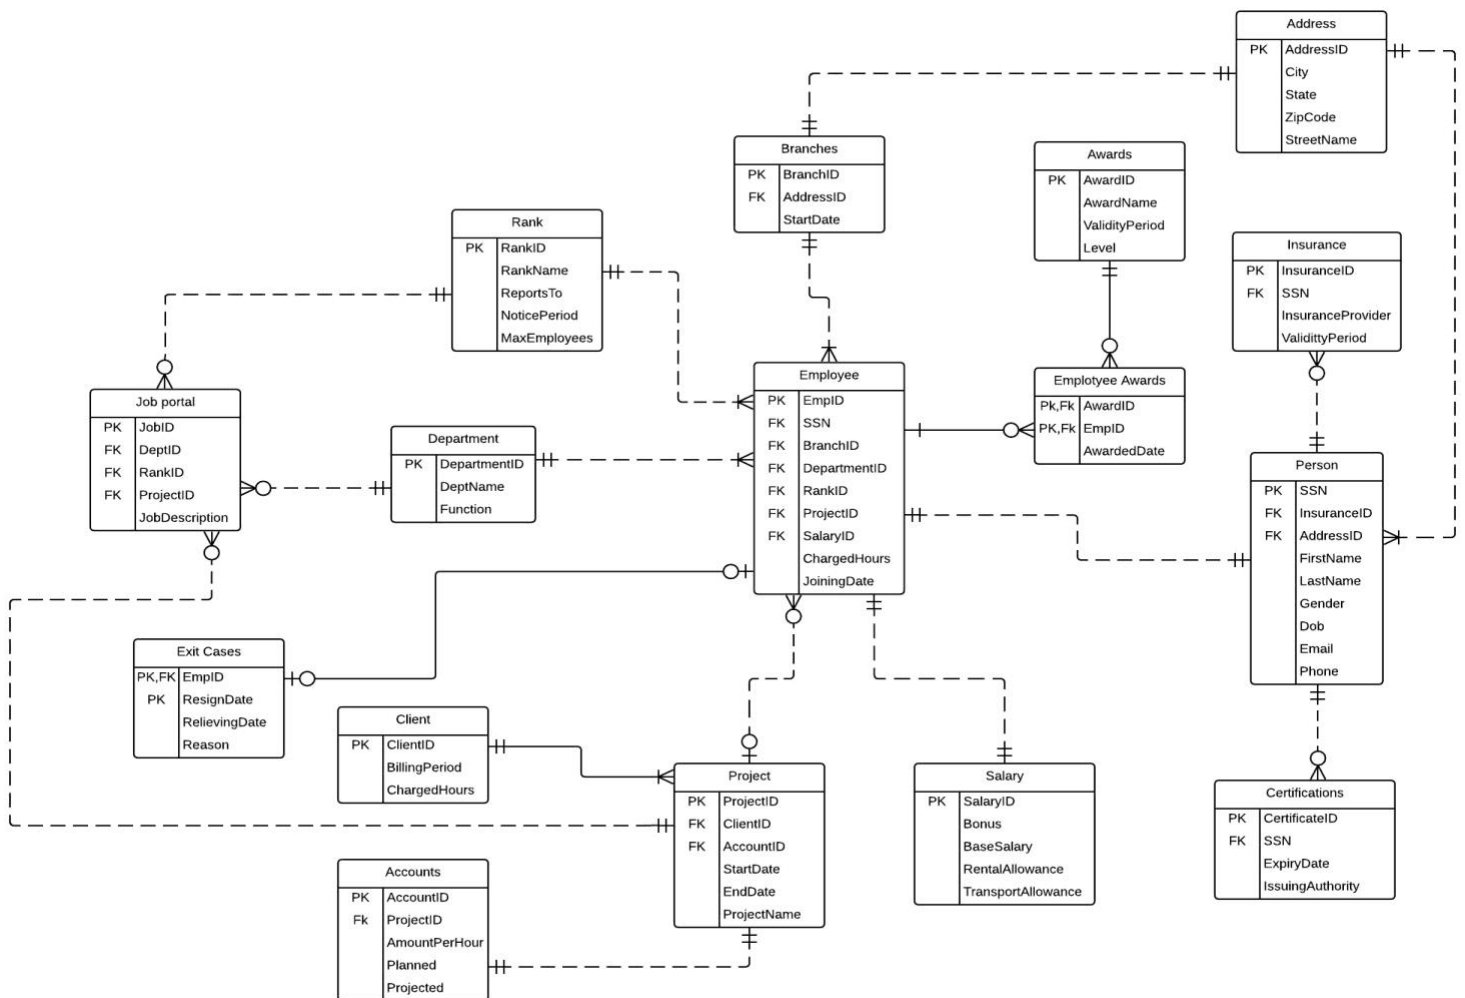 Address
PK AddressID
City
State
ZipCode
StreetName
Branches
PK BranchID
FK AddressID
StartDate
Awards
PK AwardID
AwardName
ValidityPeriod
Level
Rank
PK RankID
RankName
ReportsTo
NoticePeriod
MaxEmployees
Insurance
PK InsuranceID
FK SSN
InsuranceProvider
ValidittyPeriod
Job portal
PK JobID
FK DeptID
FK RankID
FK ProjectID
JobDescription
Department
PK DepartmentID
DeptName
Function
Employee
PK EmpID
FK SSN
FK BranchID
FK DepartmentID
FK RankID
FK ProjectID
FK SalaryID
ChargedHours
JoiningDate
Emplotyee Awards
Pk,Fk AwardID
PK,Fk EmpID
AwardedDate
Person
PK SSN
FK InsuranceID
FK AddressID
FirstName
LastName
Gender
Dob
Email
Phone
Exit Cases
PK,FK EmpID
PK ResignDate
RelievingDate
Reason
Client
PK ClientID
BillingPeriod
ChargedHours
Project
PK ProjectID
FK ClientID
FK AccountID
StartDate
EndDate
ProjectName
Salary
PK SalaryID
Bonus
BaseSalary
RentalAllowance
TransportAllowance
Certifications
PK CertificateID
FK SSN
ExpiryDate
IssuingAuthority
Accounts
PK AccountID
Fk ProjectID
AmountPerHour
Planned
Projected